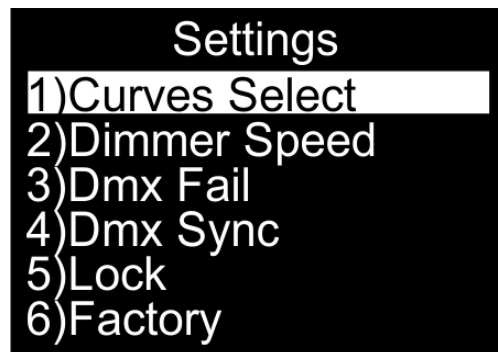 Settings
1)Curves Select
2)Dimmer Speed
3)Dmx Fail
4)Dmx Sync
5)Lock
6)Factory